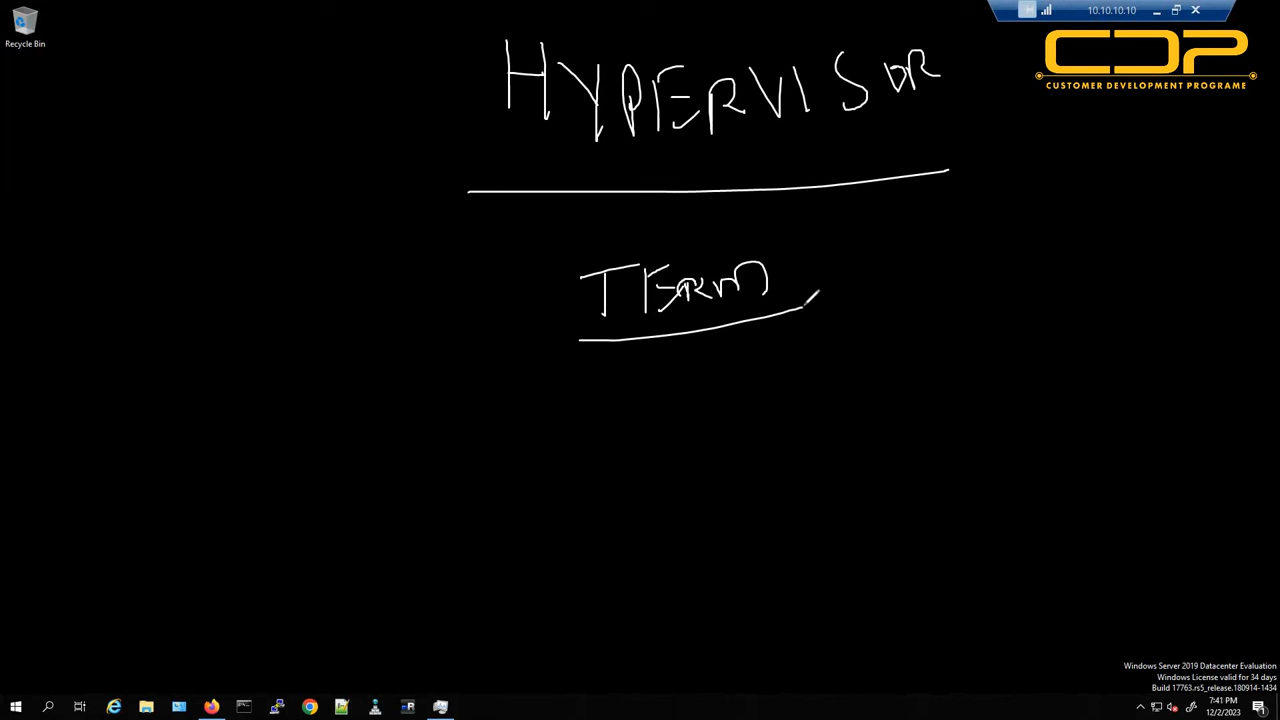 10.10.10.10
Recycle Bin
CDP
CUSTOMER DEVELOPMENT PROGRAME
HYPERVISOR
TERM
Windows Server 2019 Datacenter Evaluation
Windows License valid for 34 days
Build 17763.rs5_release.180914-1434
7:41 PM
12/2/2023